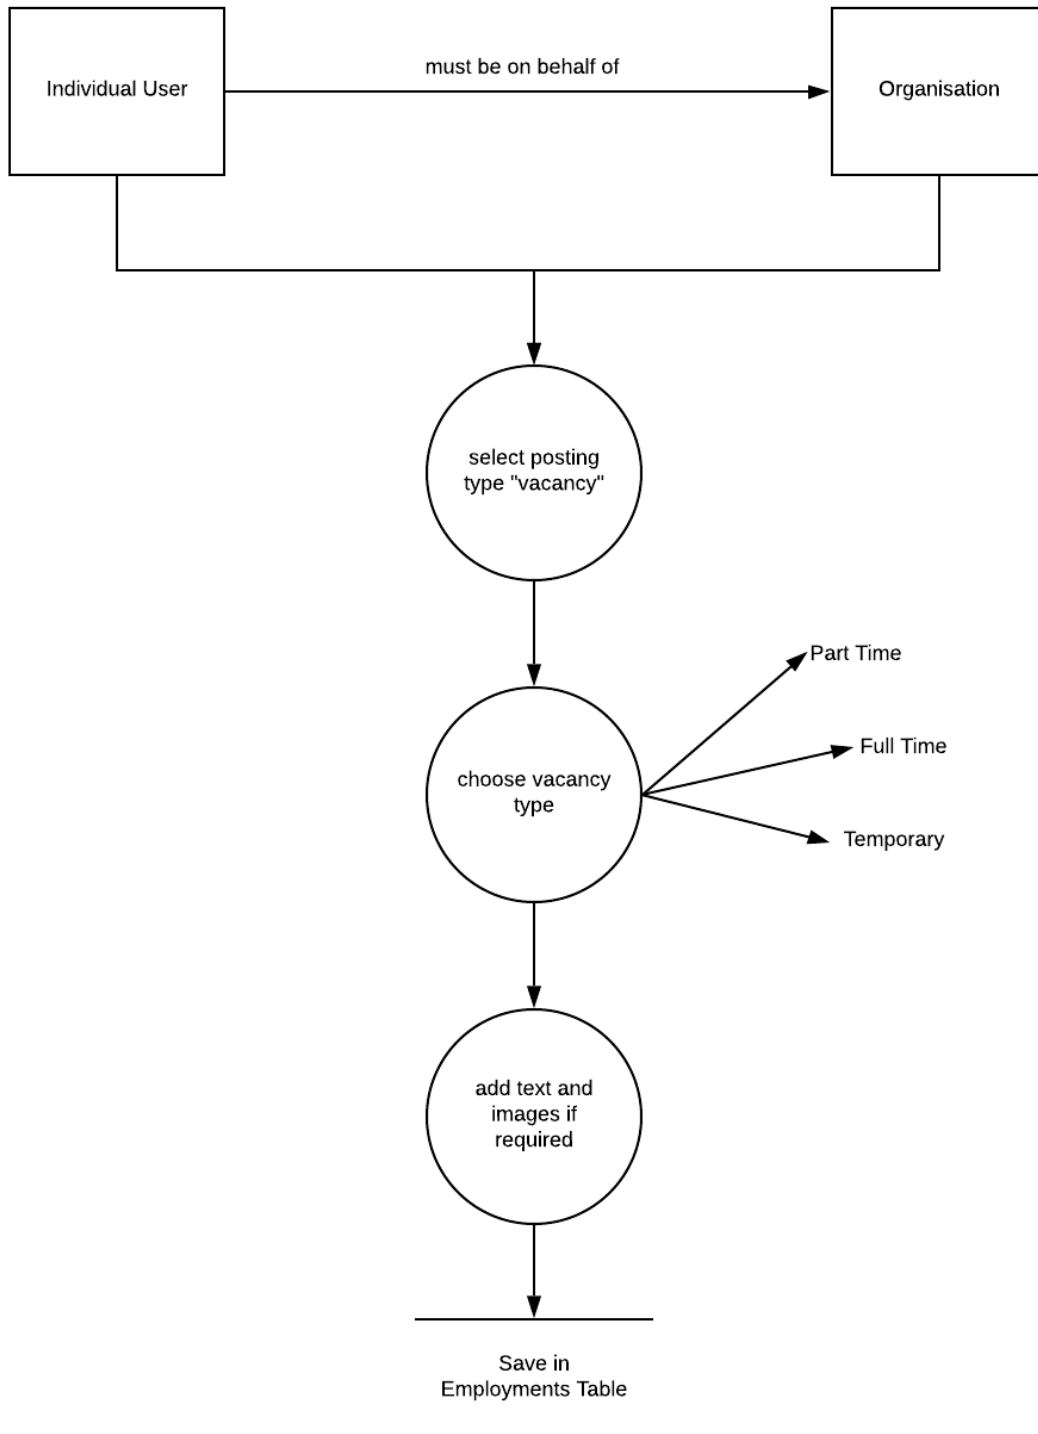 must be on behalf of
Individual User
Organisation
select posting
type "vacancy"
Part Time
Full Time
choose vacancy
type
Temporary
add text and
images if
required
Save in
Employments Table